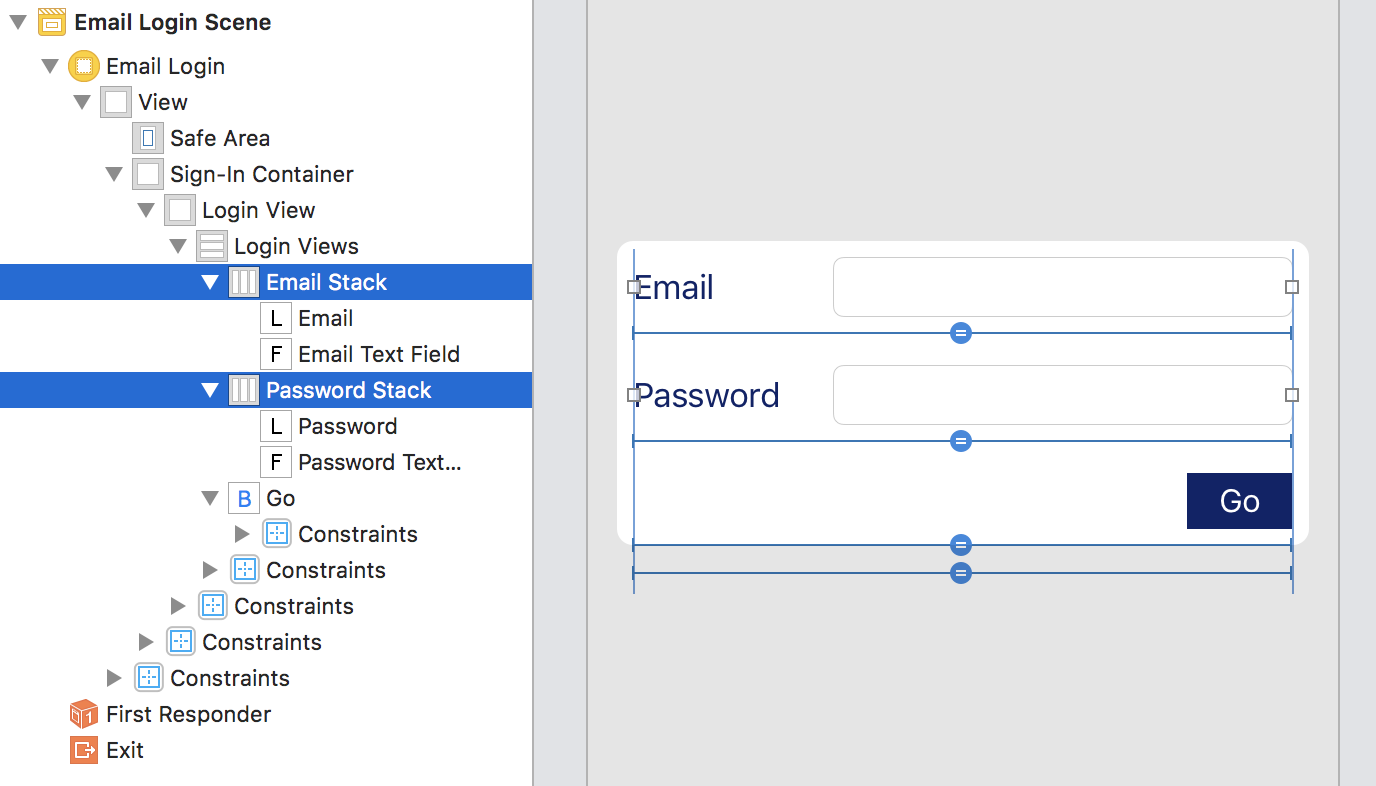 Email Login Scene
Email Login
View
Safe Area
Sign-In Container
Login View
Login Views
Email Stack
L Email
F Email Text Field
Password Stack
L Password
F Password Text...
B Go
Constraints
Constraints
Constraints
Constraints
Constraints
1 First Responder
Exit
Email
=
Password
=
Go
=
=